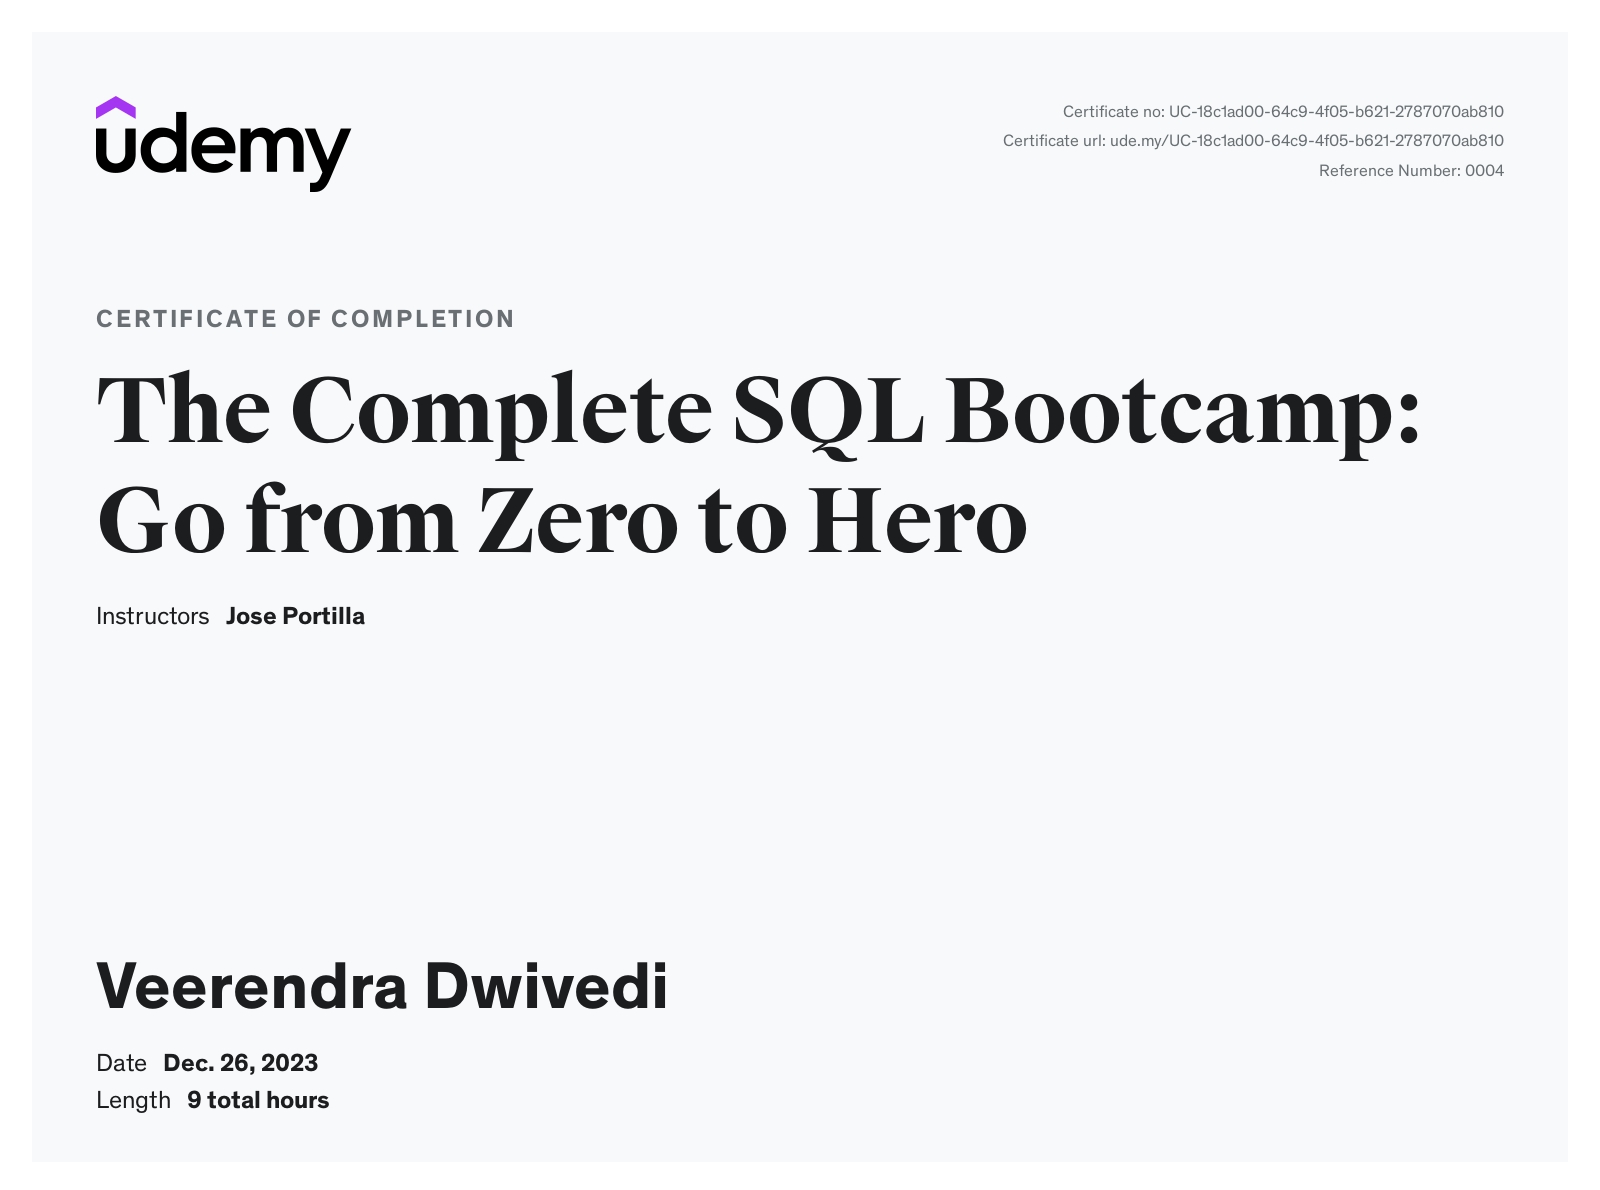 udemy
Certificate no: UC-18c1ad00-64c9-4f05-b621-2787070ab810
Certificate url: ude.my/UC-18c1ad00-64c9-4f05-b621-2787070ab810
Reference Number: 0004
CERTIFICATE OF COMPLETION
The Complete SQL Bootcamp:
Go from Zero to Hero
Instructors Jose Portilla
Veerendra Dwivedi
Date Dec. 26, 2023
Length 9 total hours